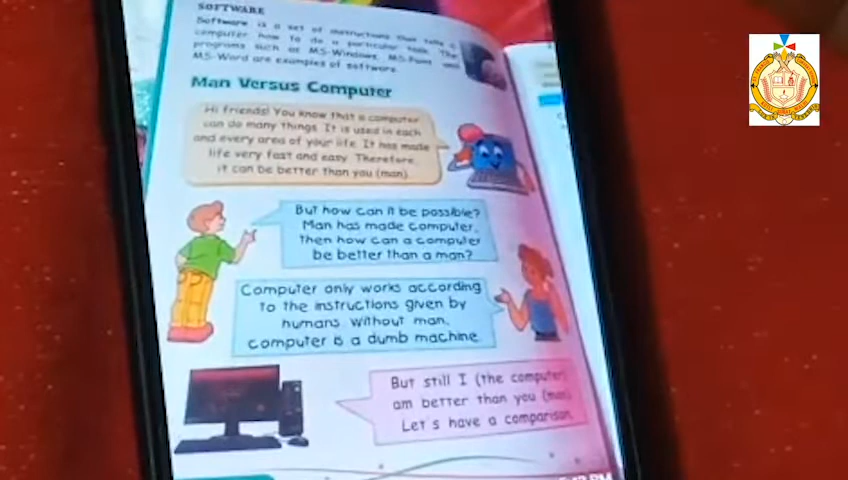 SOFTWARE
Software is a set of instructions that tells a
computer how to do a particular task. The
programs such as MS-Windows, MS-Paint and
MS-Word are examples of software.
Man Versus Computer
Hi friends! You know that a computer
can do many things. It is used in each
and every area of your life. It has made
life very fast and easy. Therefore,
it can be better than you (man).
But how can it be possible?
Man has made computer,
then how can a computer
be better than a man?
Computer only works according
to the instructions given by
humans. Without man,
computer is a dumb machine.
But still I (the computer)
am better than you (man).
Let's have a comparison.